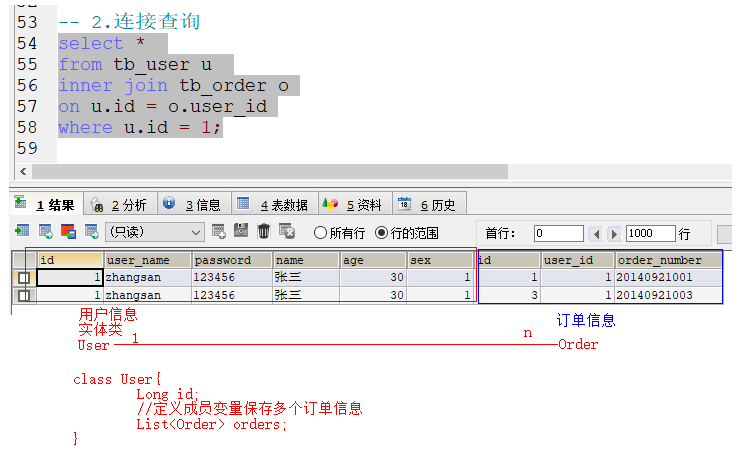 53 -- 2.连接查询
54 select *
55 from tb_user u
56 inner join tb_order o
57 on u.id = o.user_id
58 where u.id = 1;
59
1 结果 2 分析 3 信息 4 表数据 5 资料 6 历史
(只读) 所有行 行的范围 首行: 0 1000 行
id user_name password name age sex id user_id order_number
1 zhangsan 123456 张三 30 1 1 1 20140921001
1 zhangsan 123456 张三 30 1 3 1 20140921003
用户信息 订单信息
实体类
User 1 n Order
class User{
Long id;
//定义成员变量保存多个订单信息
List<Order> orders;
}